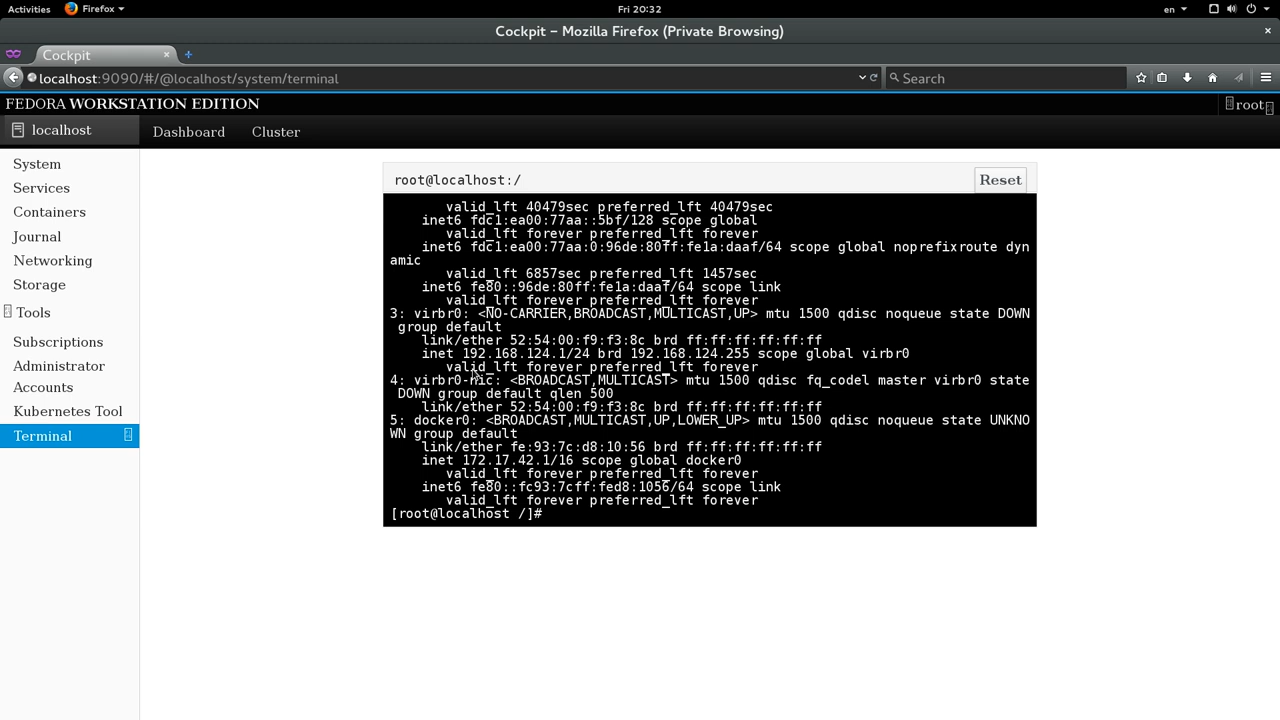 Activities Firefox Fri 20:32 en
Cockpit – Mozilla Firefox (Private Browsing) ×
Cockpit × +
localhost:9090/#/@localhost/system/terminal Search
FEDORA WORKSTATION EDITION root
localhost Dashboard Cluster
System
Services
Containers
Journal
Networking
Storage
Tools
Subscriptions
Administrator
Accounts
Kubernetes Tool
Terminal
root@localhost:/ Reset
valid_lft 40479sec preferred_lft 40479sec
inet6 fdc1:ea00:77aa::5bf/128 scope global
valid_lft forever preferred_lft forever
inet6 fdc1:ea00:77aa:0:96de:80ff:fe1a:daaf/64 scope global noprefixroute dyn
amic
valid_lft 6857sec preferred_lft 1457sec
inet6 fe80::96de:80ff:fe1a:daaf/64 scope link
valid_lft forever preferred_lft forever
3: virbr0: <NO-CARRIER,BROADCAST,MULTICAST,UP> mtu 1500 qdisc noqueue state DOWN
group default
link/ether 52:54:00:f9:f3:8c brd ff:ff:ff:ff:ff:ff
inet 192.168.124.1/24 brd 192.168.124.255 scope global virbr0
valid_lft forever preferred_lft forever
4: virbr0-nic: <BROADCAST,MULTICAST> mtu 1500 qdisc fq_codel master virbr0 state
DOWN group default qlen 500
link/ether 52:54:00:f9:f3:8c brd ff:ff:ff:ff:ff:ff
5: docker0: <BROADCAST,MULTICAST,UP,LOWER_UP> mtu 1500 qdisc noqueue state UNKNO
WN group default
link/ether fe:93:7c:d8:10:56 brd ff:ff:ff:ff:ff:ff
inet 172.17.42.1/16 scope global docker0
valid_lft forever preferred_lft forever
inet6 fe80::fc93:7cff:fed8:1056/64 scope link
valid_lft forever preferred_lft forever
[root@localhost /]#